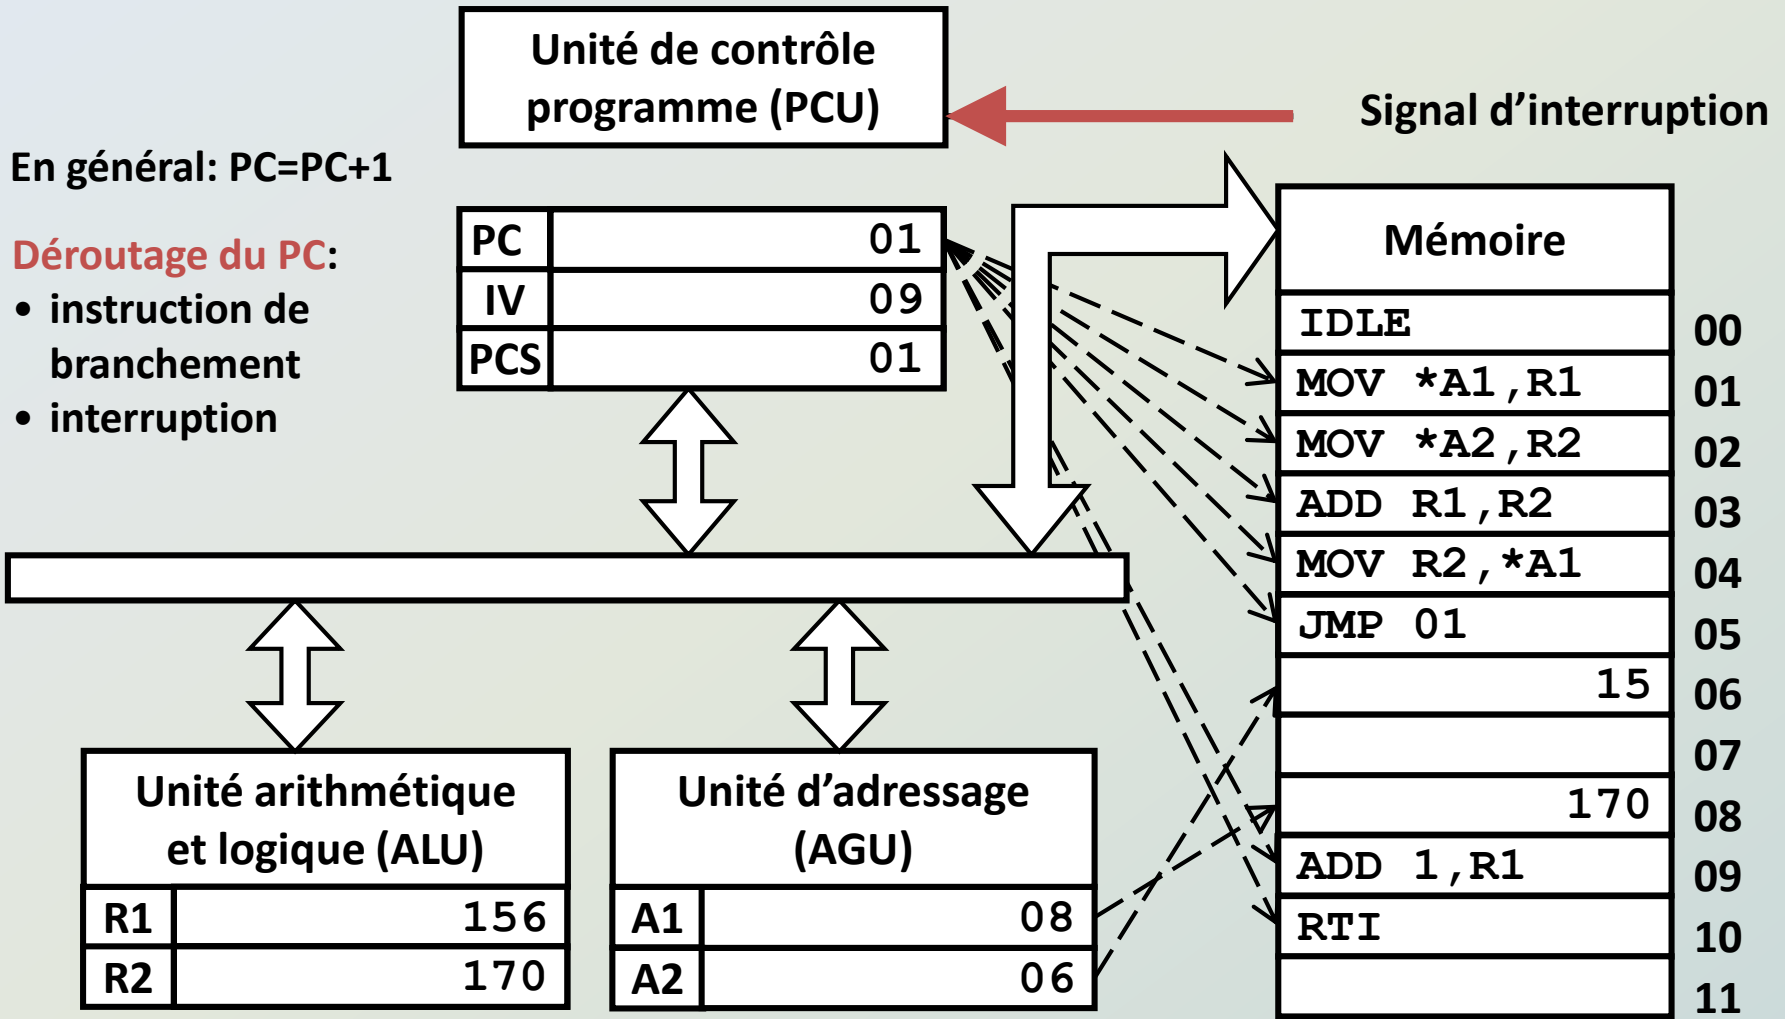 Unité de contrôle
programme (PCU)
Signal d’interruption
En général: PC=PC+1
Déroutage du PC:
• instruction de
branchement
• interruption
PC 01
IV 09
PCS 01
Mémoire
IDLE 00
MOV *A1,R1 01
MOV *A2,R2 02
ADD R1,R2 03
MOV R2,*A1 04
JMP 01 05
15 06
07
170 08
ADD 1,R1 09
RTI 10
11
Unité arithmétique
et logique (ALU)
R1 156
R2 170
Unité d’adressage
(AGU)
A1 08
A2 06